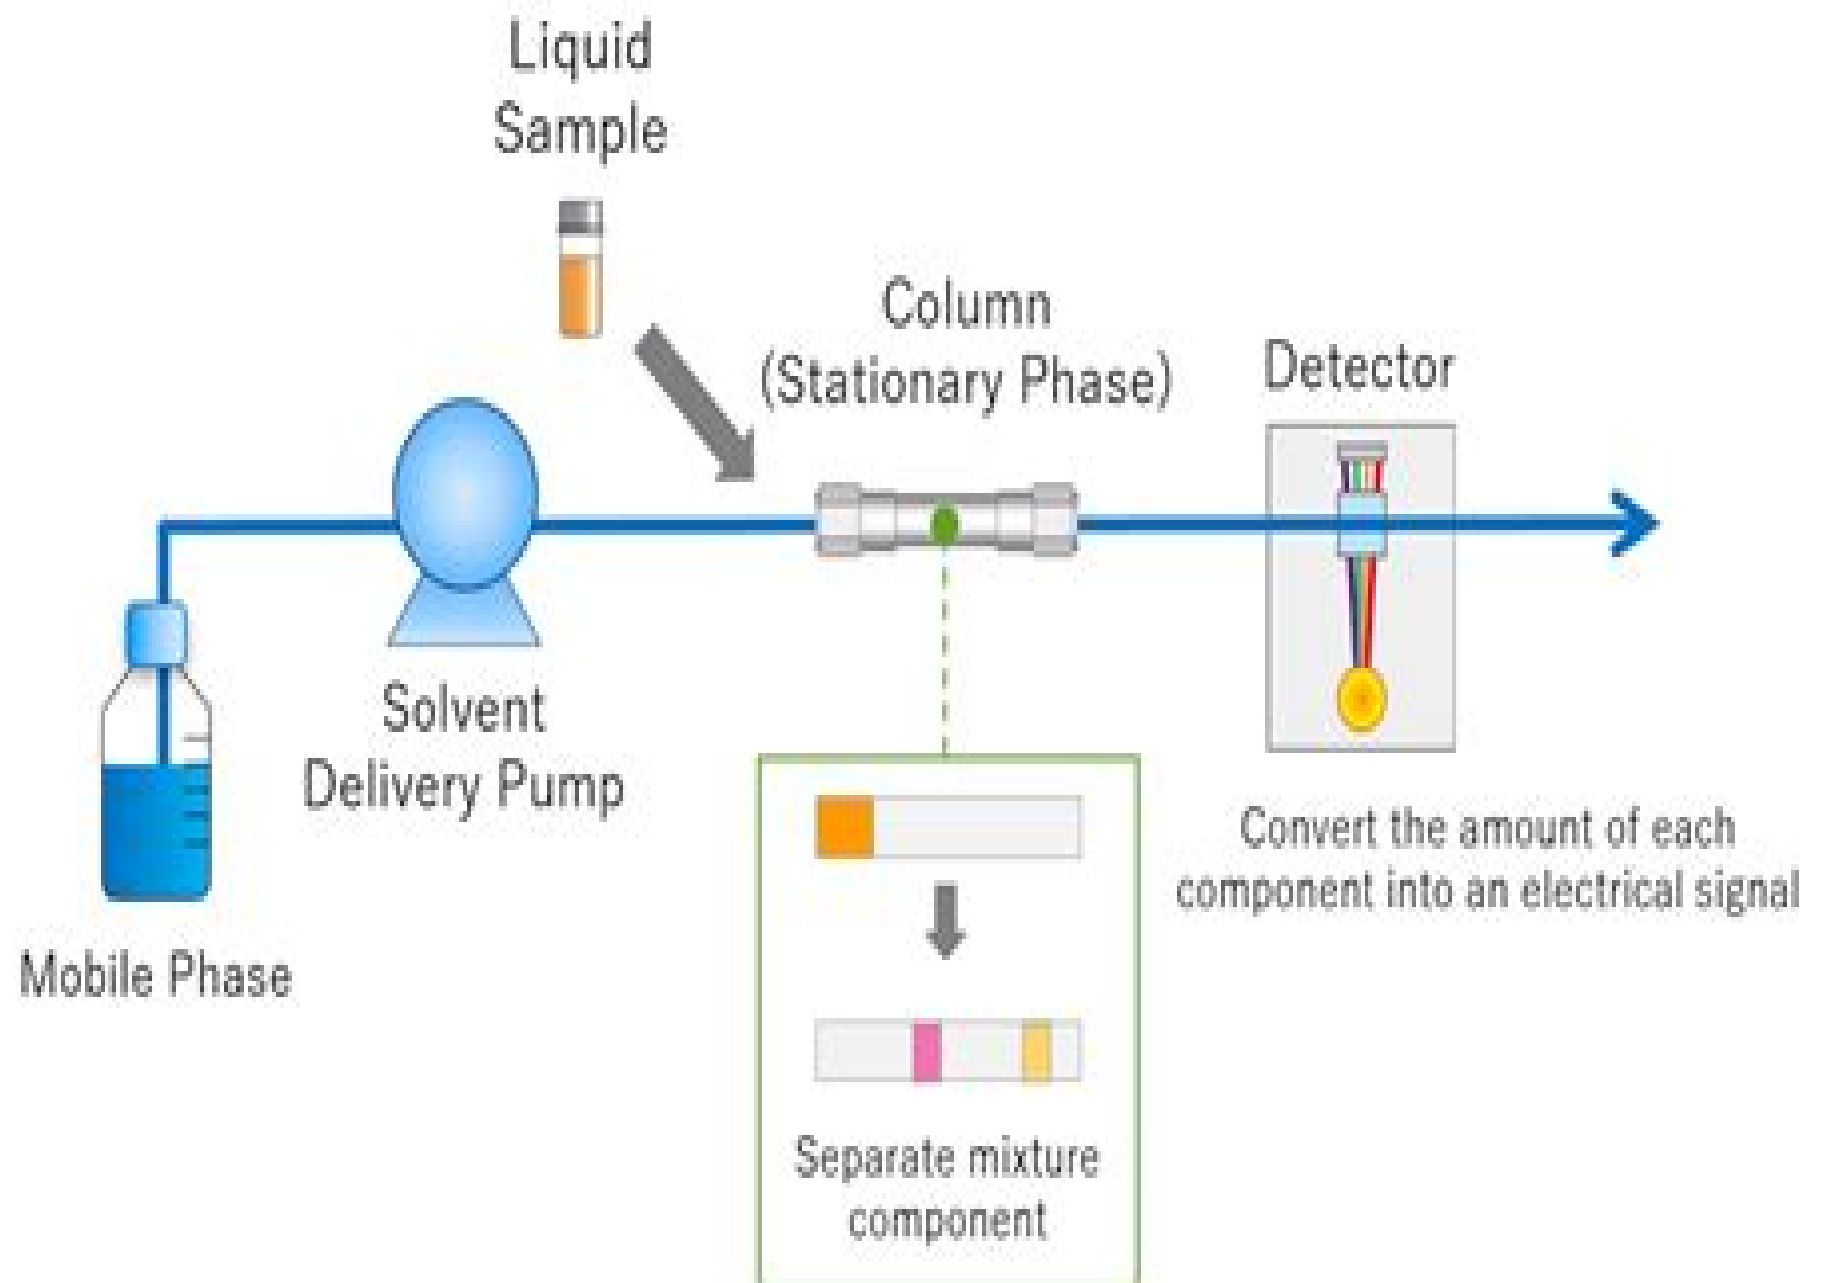 Liquid
Sample
Column
(Stationary Phase)
Detector
Solvent
Delivery Pump
Mobile Phase
Convert the amount of each
component into an electrical signal
Separate mixture
component